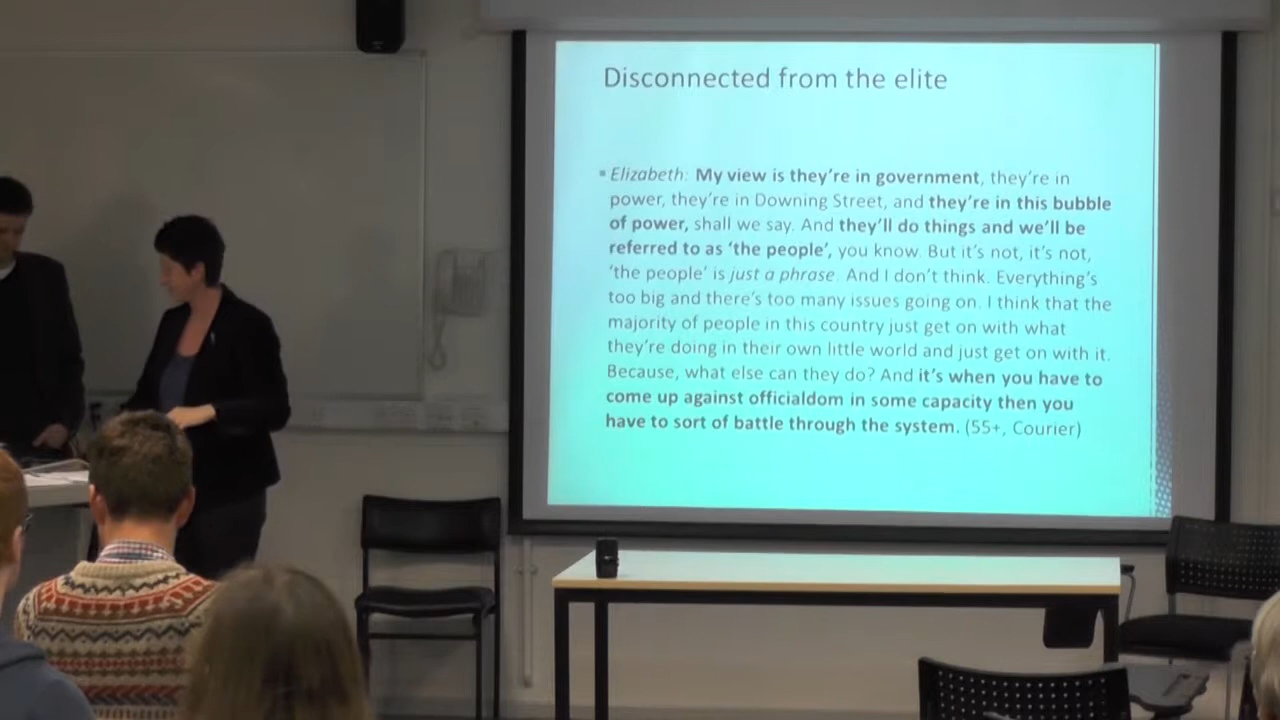 Disconnected from the elite
▪ Elizabeth: My view is they're in government, they're in
power, they're in Downing Street, and they're in this bubble
of power, shall we say. And they'll do things and we'll be
referred to as 'the people', you know. But it's not, it's not,
'the people' is just a phrase. And I don't think. Everything's
too big and there's too many issues going on. I think that the
majority of people in this country just get on with what
they're doing in their own little world and just get on with it.
Because, what else can they do? And it's when you have to
come up against officialdom in some capacity then you
have to sort of battle through the system. (55+, Courier)